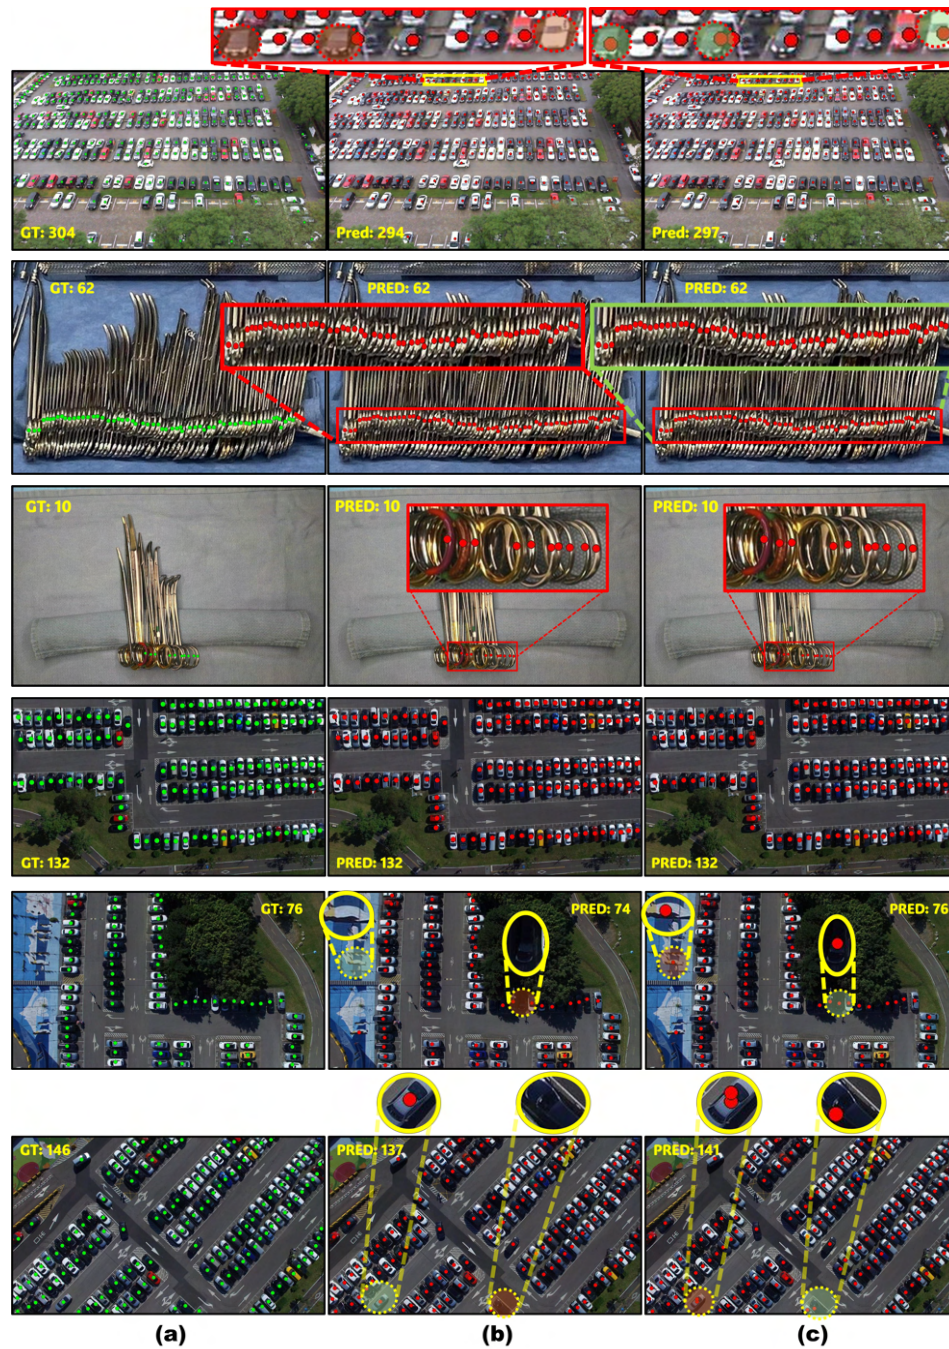 GT: 304
Pred: 294
Pred: 297
GT: 62
PRED: 62
PRED: 62
GT: 10
PRED: 10
PRED: 10
GT: 132
PRED: 132
PRED: 132
GT: 76
PRED: 74
PRED: 76
GT: 146
PRED: 137
PRED: 141
(a)
(b)
(c)